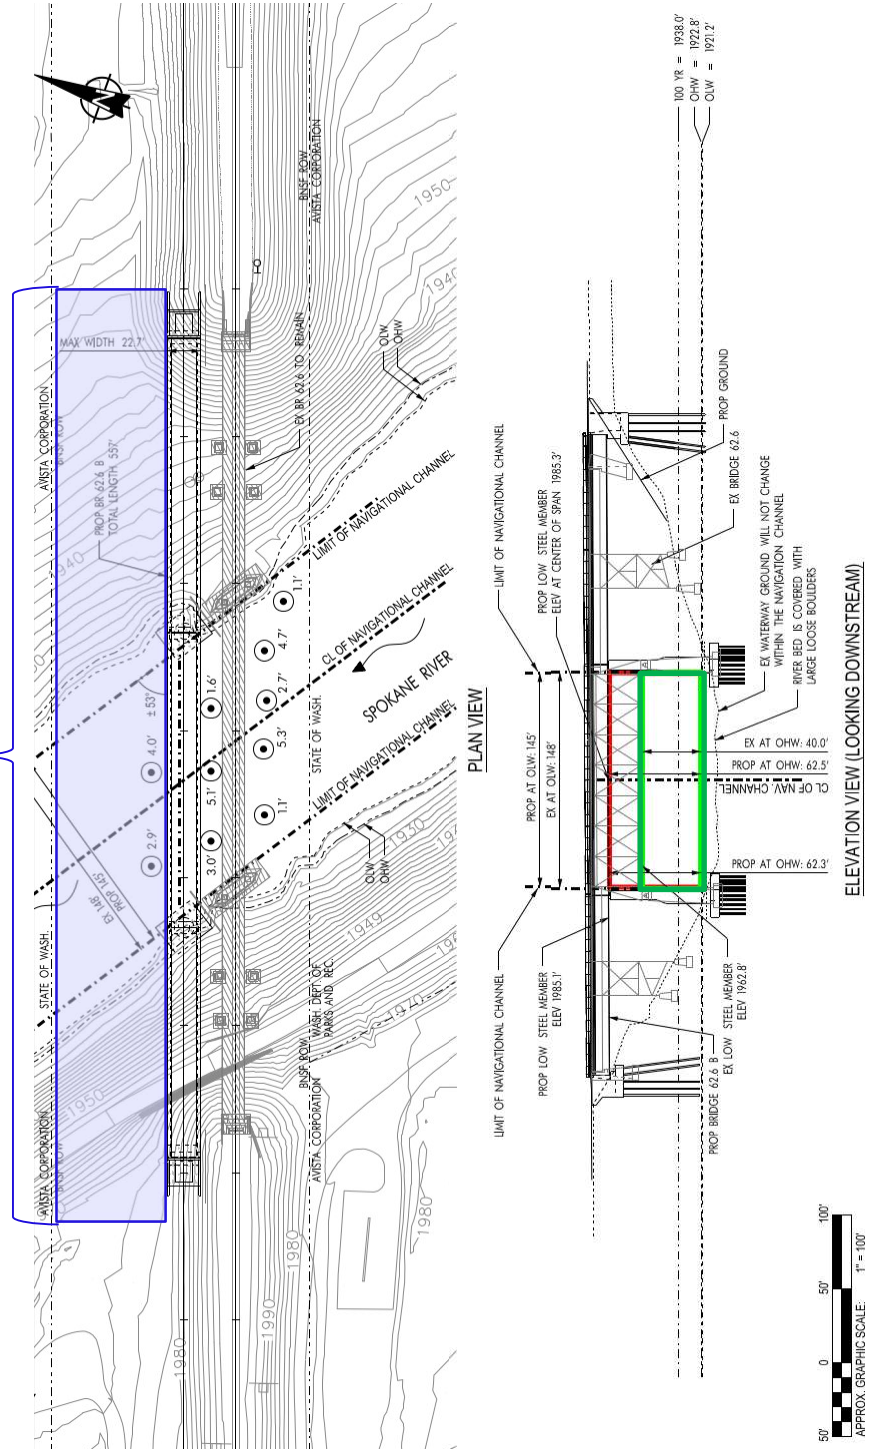 N
BNSF ROW
AVISTA CORPORATION
1950
1940
MAX WIDTH 22.7'
AVISTA CORPORATION
BNSF ROW
PROP BR 62.6 B
TOTAL LENGTH 557'
EX BR 62.6 TO REMAIN
OLW
OHW
1940
LIMIT OF NAVIGATIONAL CHANNEL
CL OF NAVIGATIONAL CHANNEL
LIMIT OF NAVIGATIONAL CHANNEL
SPOKANE RIVER
STATE OF WASH.
1.1'
4.7'
2.7'
5.3'
1.1'
1.6'
5.1'
3.0'
4.0'
2.9'
±53°
PROP 145'
EX 148'
STATE OF WASH.
OLW
OHW
1930
1949
1970
BNSF ROW
AVISTA CORPORATION
WASH. DEPT. OF
PARKS AND REC.
AVISTA CORPORATION
BNSF ROW
1950
1980
1990
1980
1980
PLAN VIEW
100 YR = 1938.0'
OHW = 1922.8'
OLW = 1921.2'
LIMIT OF NAVIGATIONAL CHANNEL
PROP LOW STEEL MEMBER
ELEV AT CENTER OF SPAN 1985.3'
PROP GROUND
EX BRIDGE 62.6
EX WATERWAY GROUND WILL NOT CHANGE
WITHIN THE NAVIGATION CHANNEL
RIVER BED IS COVERED WITH
LARGE LOOSE BOULDERS
PROP AT OLW: 145'
EX AT OLW: 148'
EX AT OHW: 40.0'
PROP AT OHW: 62.5'
CL OF NAV. CHANNEL
PROP AT OHW: 62.3'
LIMIT OF NAVIGATIONAL CHANNEL
PROP LOW STEEL MEMBER
ELEV 1985.1'
PROP BRIDGE 62.6 B
EX LOW STEEL MEMBER
ELEV 1962.8'
ELEVATION VIEW (LOOKING DOWNSTREAM)
50'
0
50'
100'
APPROX. GRAPHIC SCALE: 1" = 100'